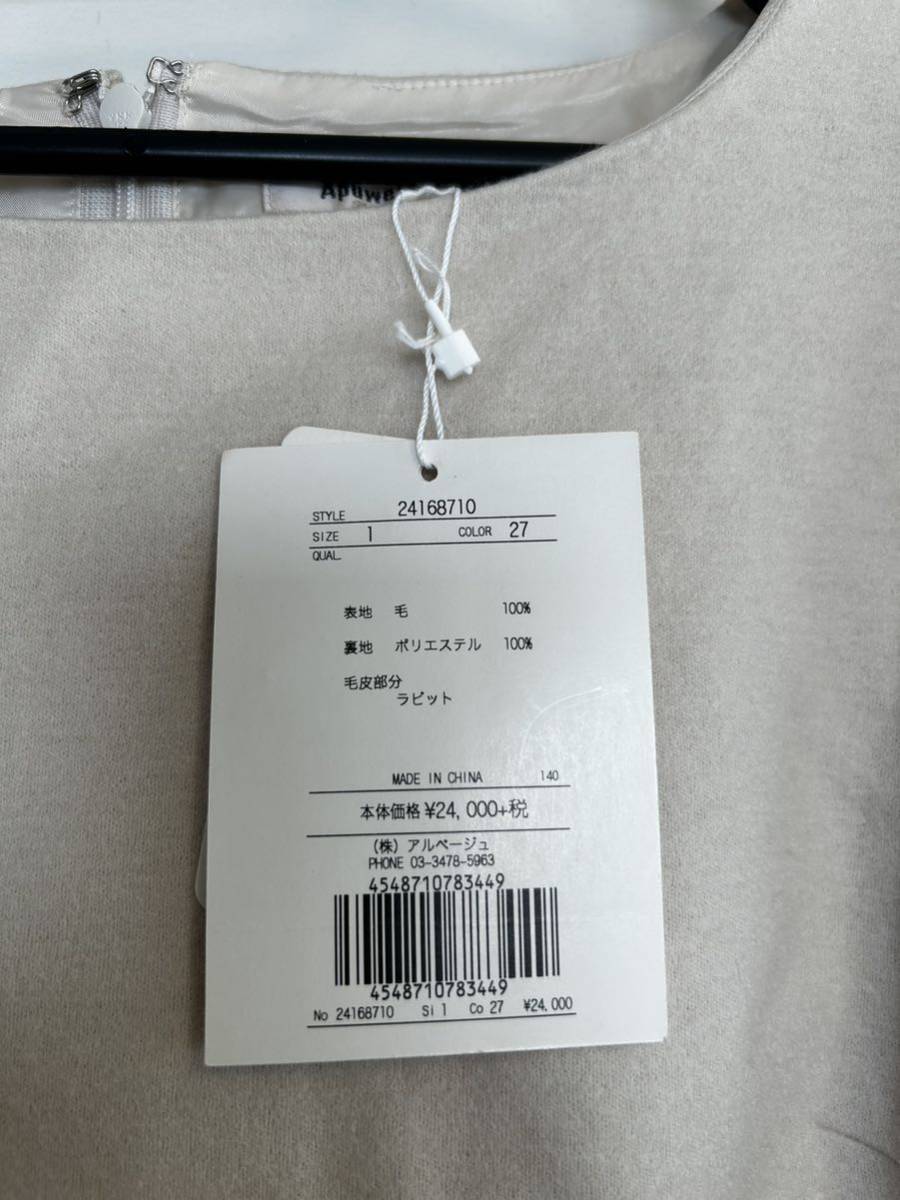 STYLE 24168710
SIZE 1 COLOR 27
QUAL.
表地 毛 100%
裏地 ポリエステル 100%
毛皮部分
ラビット
MADE IN CHINA 140
本体価格 ¥24,000+税
(株) アルページュ
PHONE 03-3478-5963
4548710783449
4548710783449
No 24168710 Si 1 Co 27 ¥24,000